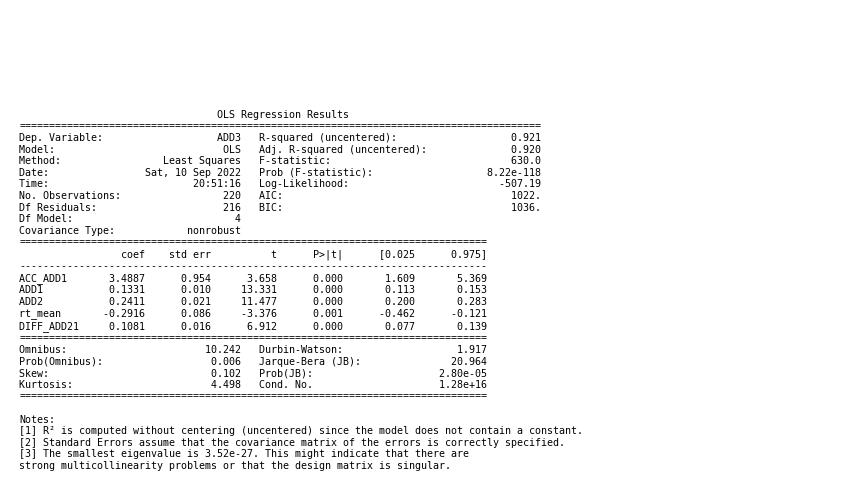 OLS Regression Results
=======================================================================================
Dep. Variable: ADD3 R-squared (uncentered): 0.921
Model: OLS Adj. R-squared (uncentered): 0.920
Method: Least Squares F-statistic: 630.0
Date: Sat, 10 Sep 2022 Prob (F-statistic): 8.22e-118
Time: 20:51:16 Log-Likelihood: -507.19
No. Observations: 220 AIC: 1022.
Df Residuals: 216 BIC: 1036.
Df Model: 4
Covariance Type: nonrobust
==============================================================================
coef std err t P>|t| [0.025 0.975]
------------------------------------------------------------------------------
ACC_ADD1 3.4887 0.954 3.658 0.000 1.609 5.369
ADD1 0.1331 0.010 13.331 0.000 0.113 0.153
ADD2 0.2411 0.021 11.477 0.000 0.200 0.283
rt_mean -0.2916 0.086 -3.376 0.001 -0.462 -0.121
DIFF_ADD21 0.1081 0.016 6.912 0.000 0.077 0.139
==============================================================================
Omnibus: 10.242 Durbin-Watson: 1.917
Prob(Omnibus): 0.006 Jarque-Bera (JB): 20.964
Skew: 0.102 Prob(JB): 2.80e-05
Kurtosis: 4.498 Cond. No. 1.28e+16
==============================================================================
Notes:
[1] R² is computed without centering (uncentered) since the model does not contain a constant.
[2] Standard Errors assume that the covariance matrix of the errors is correctly specified.
[3] The smallest eigenvalue is 3.52e-27. This might indicate that there are
strong multicollinearity problems or that the design matrix is singular.